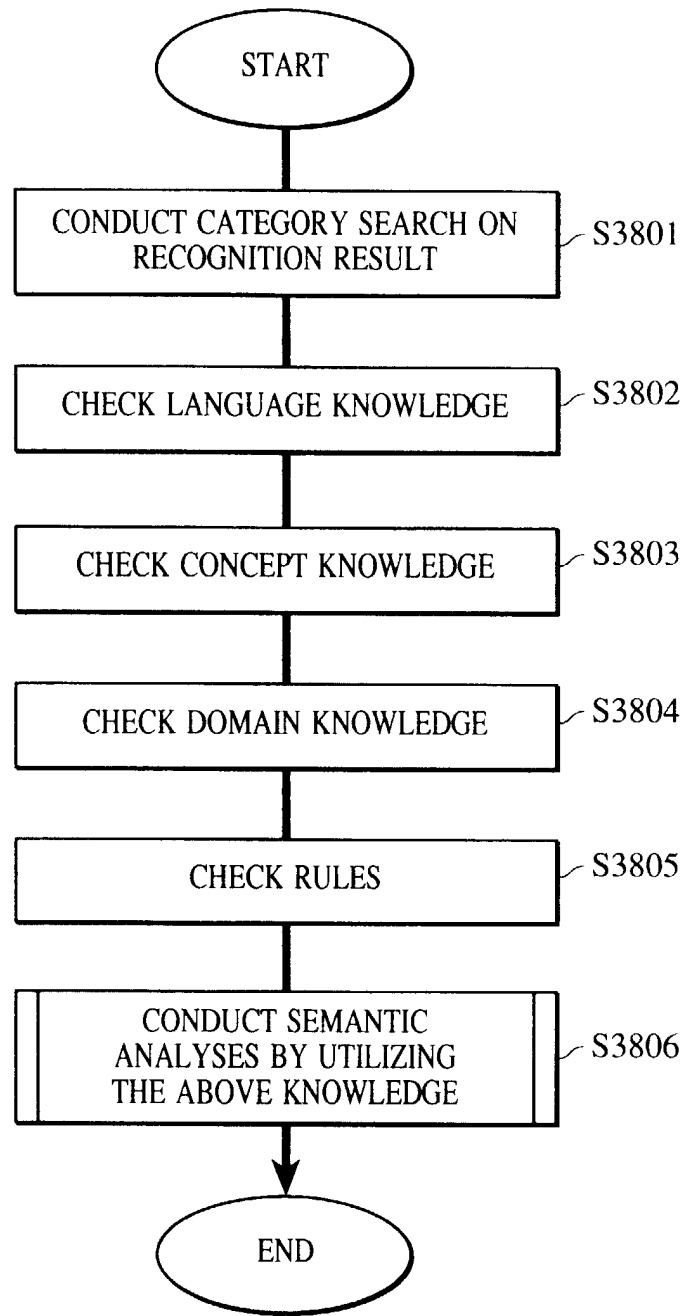 START
CONDUCT CATEGORY SEARCH ON
RECOGNITION RESULT
S3801
CHECK LANGUAGE KNOWLEDGE
S3802
CHECK CONCEPT KNOWLEDGE
S3803
CHECK DOMAIN KNOWLEDGE
S3804
CHECK RULES
S3805
CONDUCT SEMANTIC
ANALYSES BY UTILIZING
THE ABOVE KNOWLEDGE
S3806
END